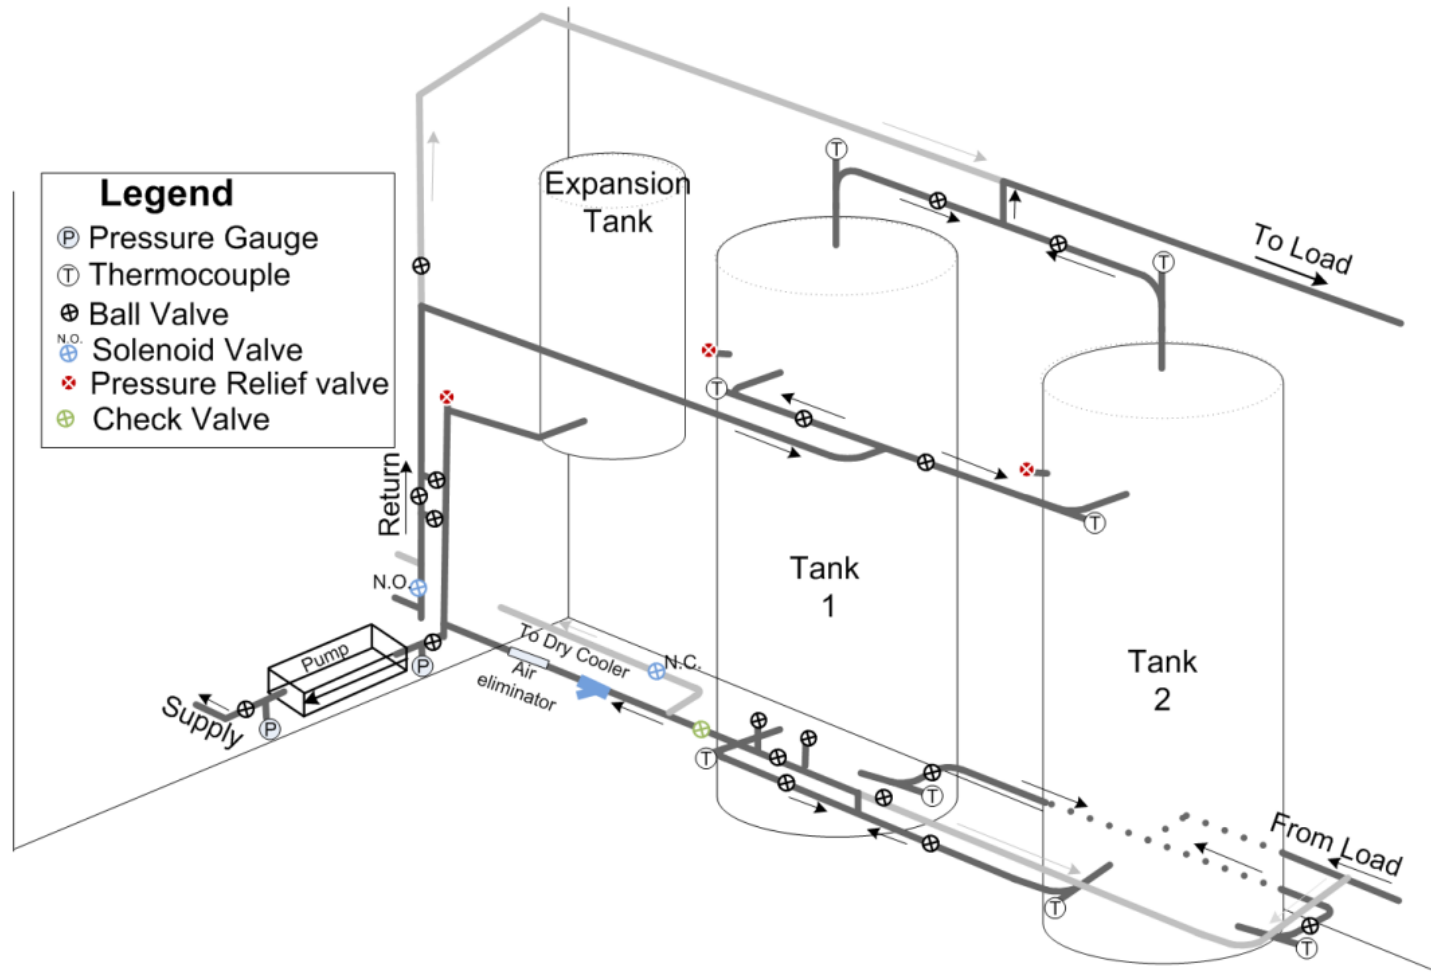 Legend
P Pressure Gauge
T Thermocouple
Ball Valve
N.O.
Solenoid Valve
Pressure Relief valve
Check Valve
Expansion
Tank
T
T
To Load
T
T
Return
N.O.
Pump
P
Supply
P
To Dry Cooler
N.C.
Air
eliminator
Tank
1
Tank
2
T
T
T
From Load
T
T